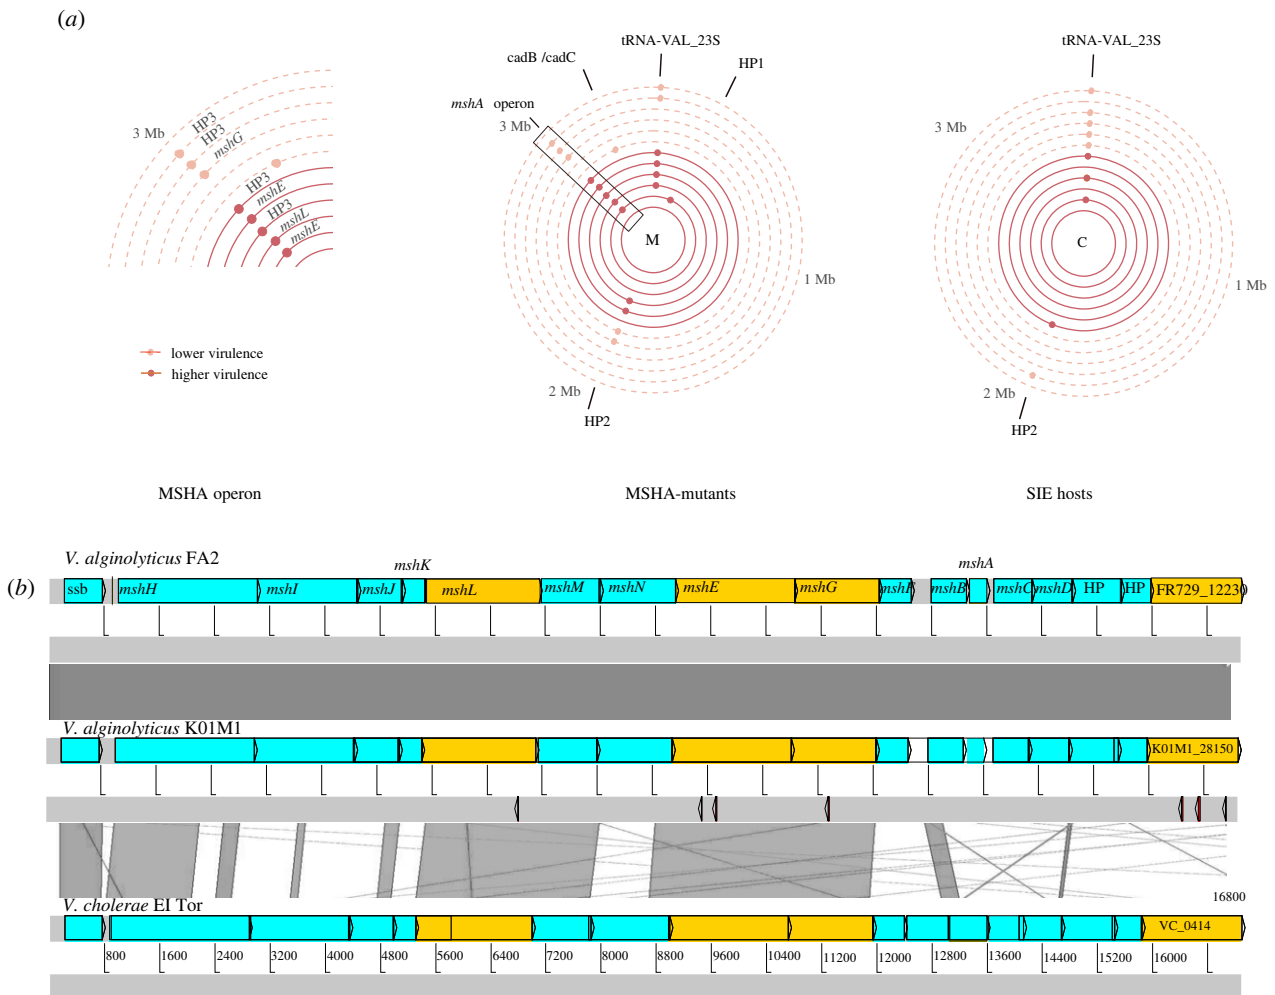 (a)
tRNA-VAL_23S
cadB /cadC
HP1
mshA operon
3 Mb
M
1 Mb
2 Mb
HP2
3 Mb
HP3
HP3
mshG
HP3
mshE
HP3
mshL
mshE
lower virulence
higher virulence
tRNA-VAL_23S
3 Mb
C
1 Mb
2 Mb
HP2
MSHA operon
MSHA-mutants
SIE hosts
(b)
V. alginolyticus FA2
mshK
mshA
ssb mshH mshI mshJ mshL mshM mshN mshE mshG mshF mshB mshC mshD HP HP FR729_12230
V. alginolyticus K01M1
K01M1_28150
16800
V. cholerae El Tor
VC_0414
800 1600 2400 3200 4000 4800 5600 6400 7200 8000 8800 9600 10400 11200 12000 12800 13600 14400 15200 16000